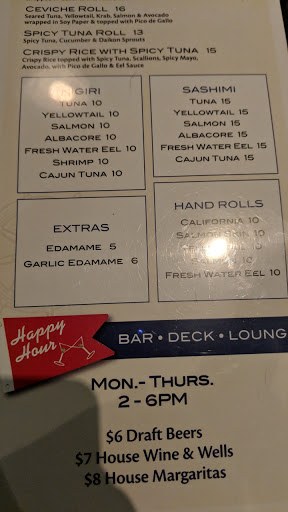 CEVICHE ROLL 16
Seared Tuna, Yellowtail, Krab, Salmon & Avocado
wrapped in Soy Paper & topped with Pico de Gallo
SPICY TUNA ROLL 13
Spicy Tuna, Cucumber & Daikon Sprouts
CRISPY RICE WITH SPICY TUNA 15
Crispy Rice topped with Spicy Tuna, Scallions, Spicy Mayo,
Avocado, with Pico de Gallo & Eel Sauce
GIRI
TUNA 10
YELLOWTAIL 10
SALMON 10
ALBACORE 10
FRESH WATER EEL 10
SHRIMP 10
CAJUN TUNA 10
SASHIMI
TUNA 15
YELLOWTAIL 15
SALMON 15
ALBACORE 15
FRESH WATER EEL 15
CAJUN TUNA 15
EXTRAS
EDAMAME 5
GARLIC EDAMAME 6
HAND ROLLS
CALIFORNIA 10
SALMON SKIN 10
10
10
FRESH WATER EEL 10
Happy
Hour
BAR • DECK • LOUNG
MON.- THURS.
2 - 6PM
$6 Draft Beers
$7 House Wine & Wells
$8 House Margaritas